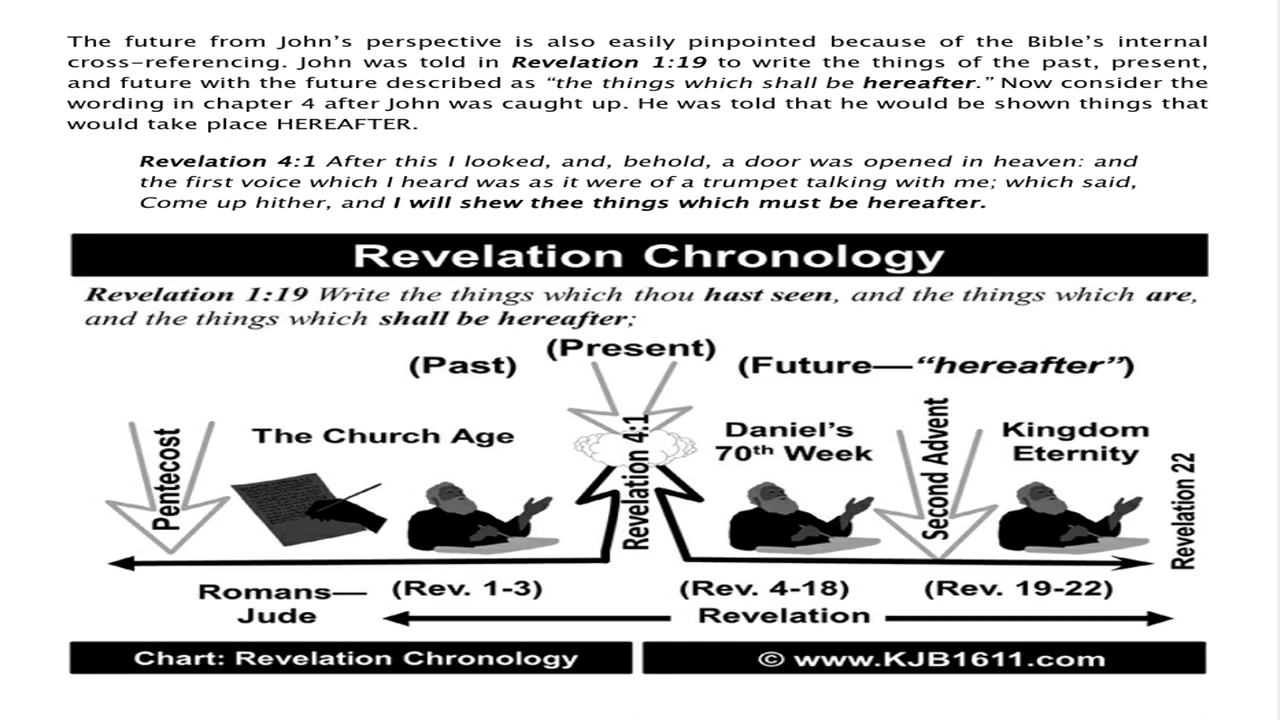 The future from John's perspective is also easily pinpointed because of the Bible's internal
cross-referencing. John was told in Revelation 1:19 to write the things of the past, present,
and future with the future described as “the things which shall be hereafter.” Now consider the
wording in chapter 4 after John was caught up. He was told that he would be shown things that
would take place HEREAFTER.
Revelation 4:1 After this I looked, and, behold, a door was opened in heaven: and
the first voice which I heard was as it were of a trumpet talking with me; which said,
Come up hither, and I will shew thee things which must be hereafter.
Revelation Chronology
Revelation 1:19 Write the things which thou hast seen, and the things which are,
and the things which shall be hereafter;
(Past)
(Present)
(Future—“hereafter”)
Pentecost
The Church Age
Revelation 4:1
Daniel's
70th Week
Second Advent
Kingdom
Eternity
Revelation 22
Romans—
Jude
(Rev. 1-3)
(Rev. 4-18)
(Rev. 19-22)
Revelation
Chart: Revelation Chronology
© www.KJB1611.com